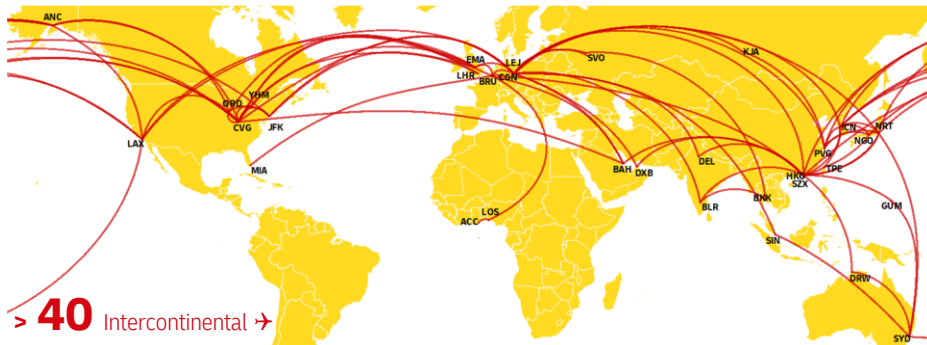 ANC
KJA
LEJ
EMA
SVO
LHR
BRU
CGN
YHM
ORD
CVG
JFK
ICN
NRT
NGO
LAX
PVG
DEL
MIA
BAH
DXB
TPE
HKG
SZX
BKK
BLR
GUM
LOS
ACC
SIN
DRW
> 40 Intercontinental ✈
SYD